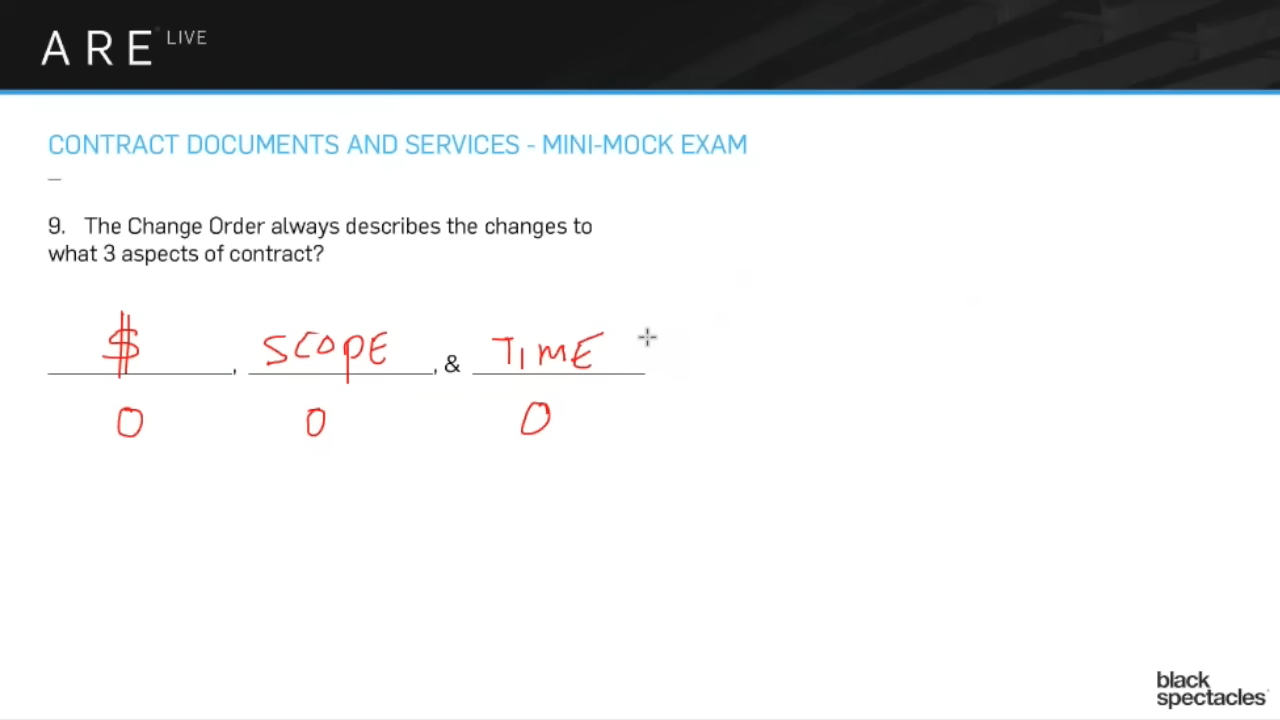 ARE LIVE
CONTRACT DOCUMENTS AND SERVICES - MINI-MOCK EXAM
9. The Change Order always describes the changes to
what 3 aspects of contract?
$, SCOPE, & TIME
0 0 0
black
spectacles